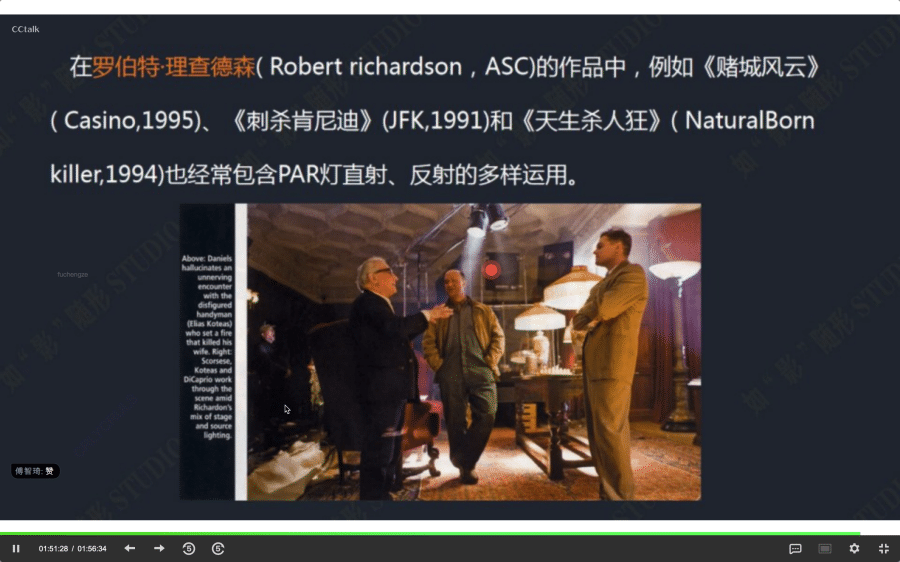 CCtalk
在罗伯特·理查德森( Robert richardson，ASC)的作品中，例如《赌城风云》
( Casino,1995)、《刺杀肯尼迪》(JFK,1991)和《天生杀人狂》( NaturalBorn
killer,1994)也经常包含PAR灯直射、反射的多样运用。
Above: Daniels
hallucinates an
unnerving
encounter
with the
disfigured
handyman
(Elias Koteas)
who set a fire
that killed his
wife. Right:
Scorsese,
Koteas and
DiCaprio work
through the
scene amid
Richardon's
mix of stage
and source
lighting.
fuchengze
傅智琦: 赞
01:51:28 / 01:56:34
5
5